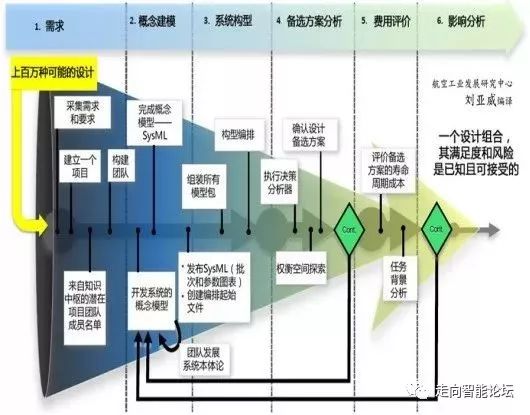 1. 需求
2. 概念建模
3. 系统构型
4. 备选方案分析
5. 费用评价
6. 影响分析
上百万种可能的设计
航空工业发展研究中心
刘亚威编译
采集需求
和要求
完成概念
模型——
SysML
构型编排
确认设计
备选方案
一个设计组合，
其满足度和风险
是已知且可接受的
建立一个
项目
构建
团队
组装所有
模型包
执行决策
分析器
评价备选
方案的寿命
周期成本
Cont.
Cont.
来自知识
中枢的潜在
项目团队
成员名单
开发系统的
概念模型
• 发布SysML（批
次和参数图表）
• 创建编排起始
文件
权衡空间探索
任务
背景
分析
团队发展
系统本体论
走向智能论坛